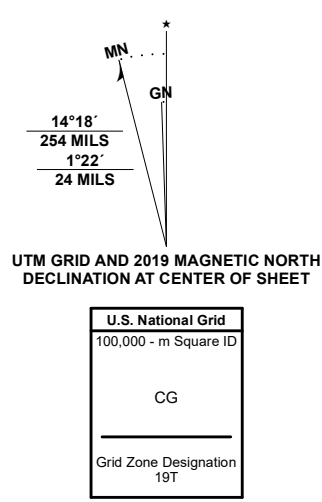 ★
MN
GN
14°18´
254 MILS
1°22´
24 MILS
UTM GRID AND 2019 MAGNETIC NORTH
DECLINATION AT CENTER OF SHEET
U.S. National Grid
100,000 - m Square ID
CG
Grid Zone Designation
19T